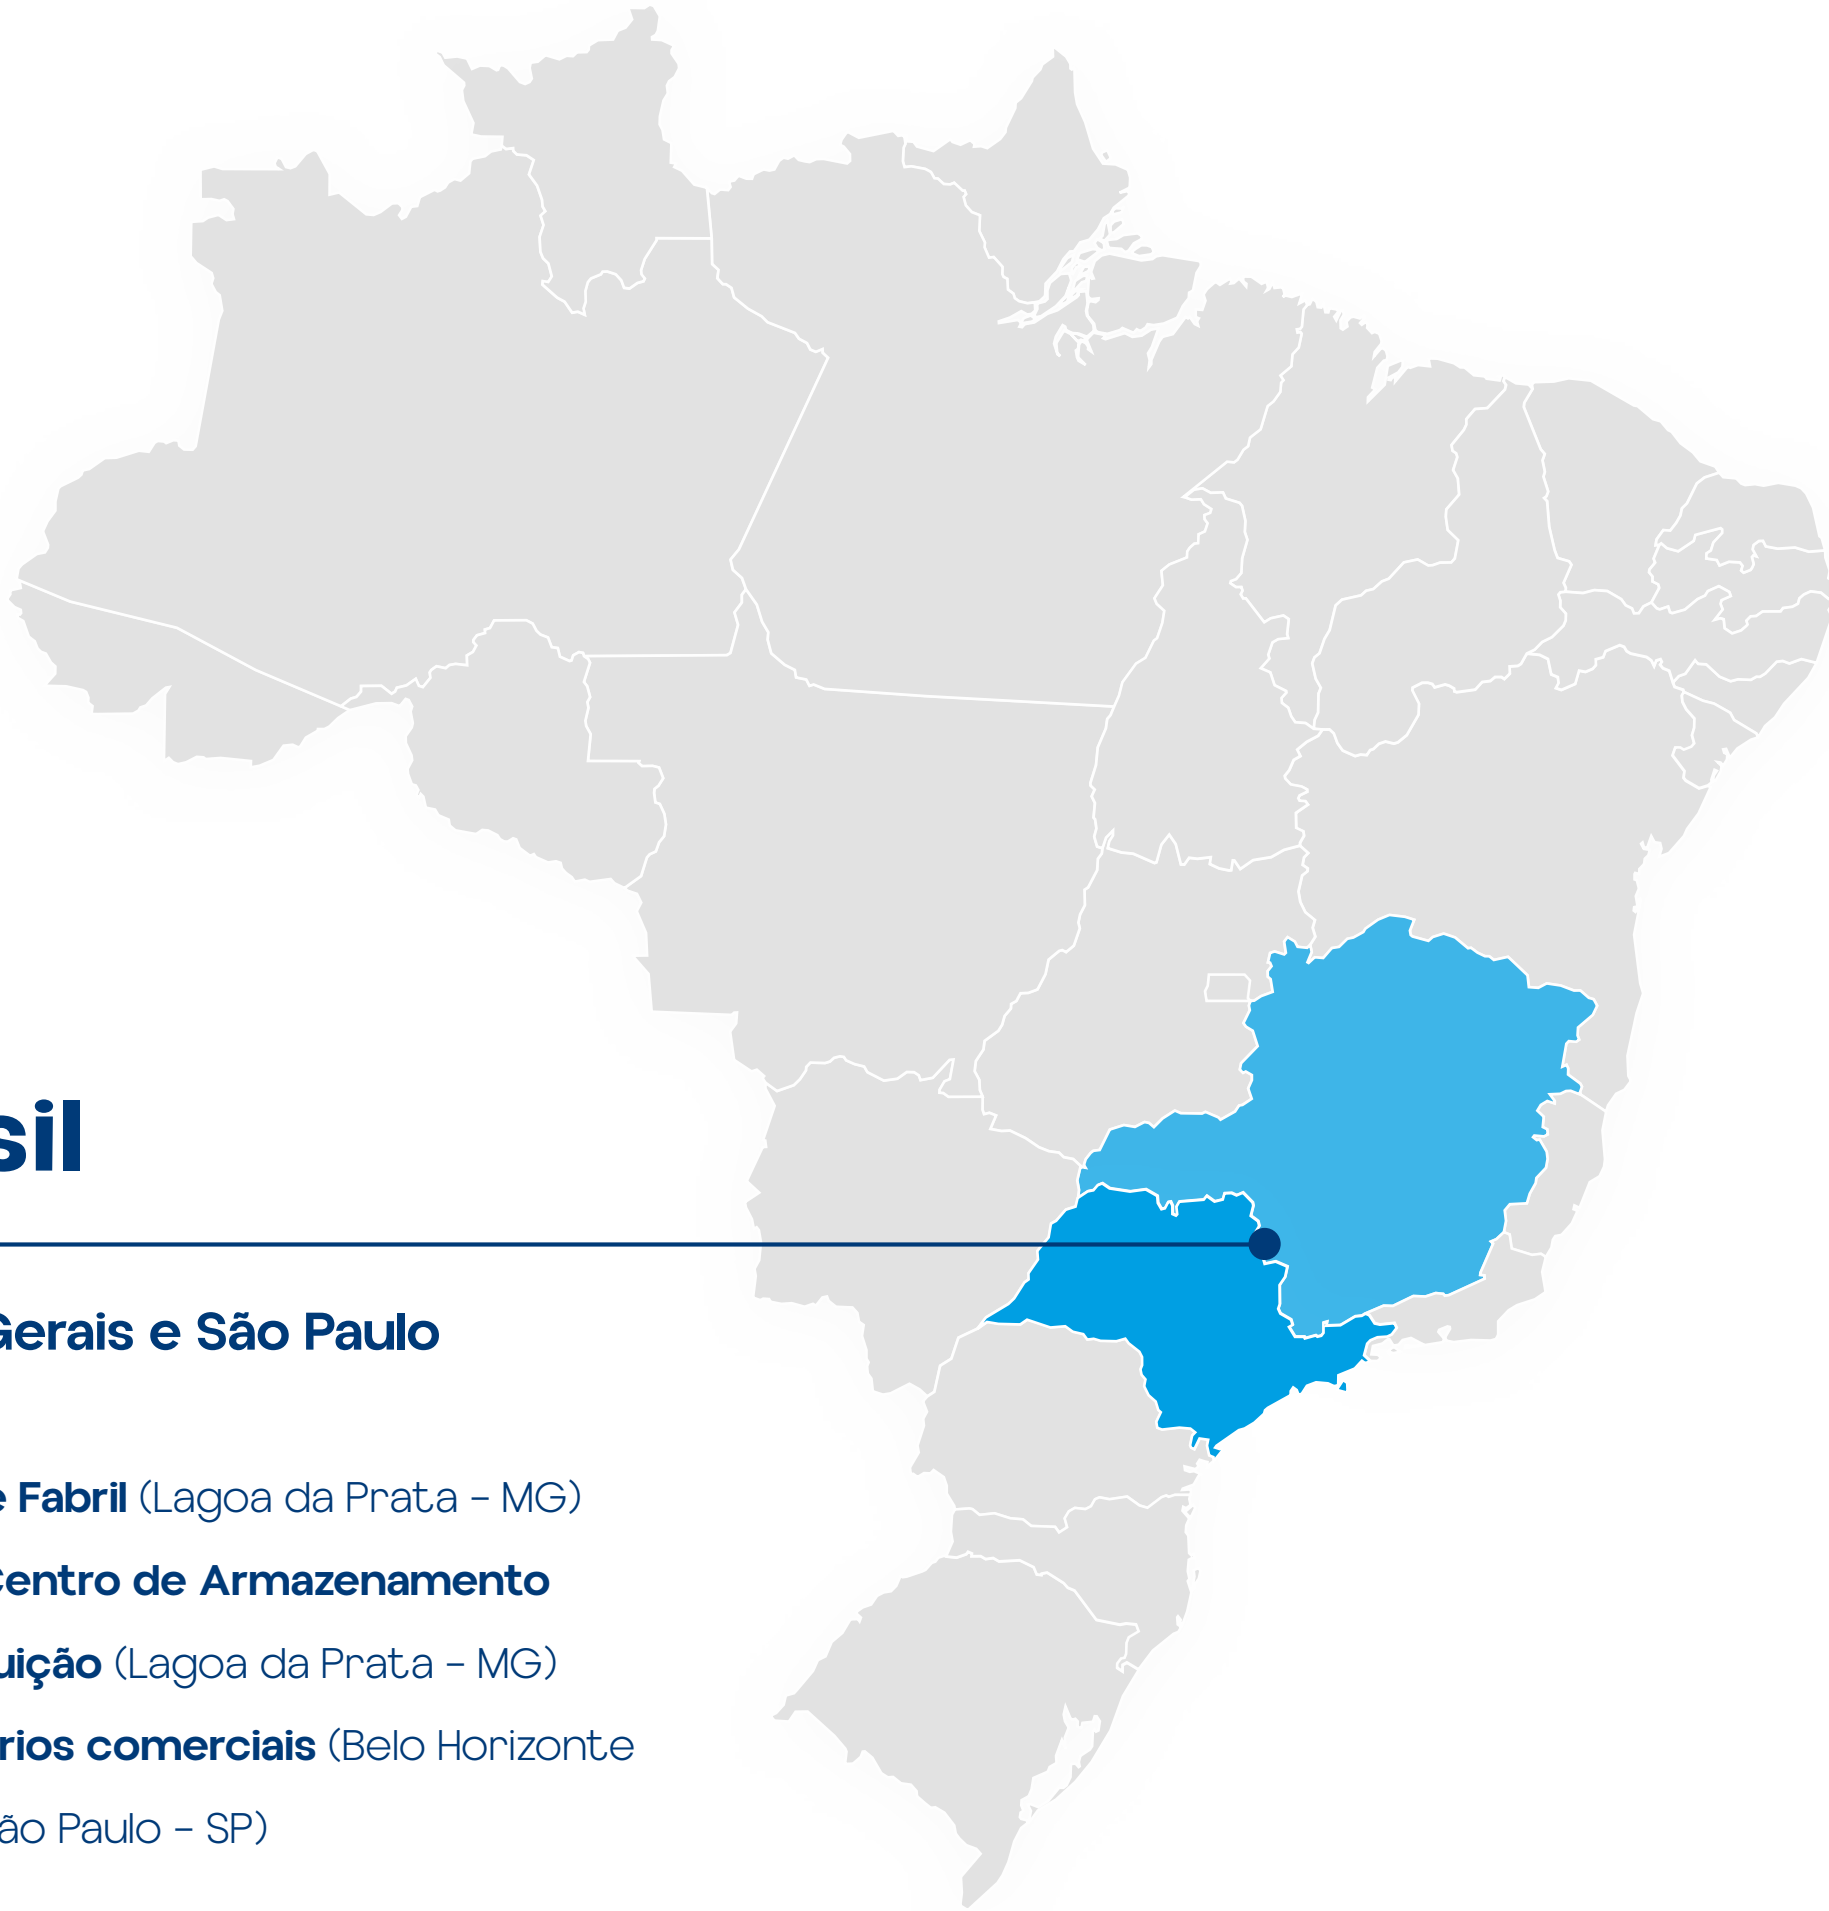 sil
Gerais e São Paulo
e Fabril (Lagoa da Prata – MG)
Centro de Armazenamento
uição (Lagoa da Prata – MG)
rios comerciais (Belo Horizonte
ão Paulo – SP)